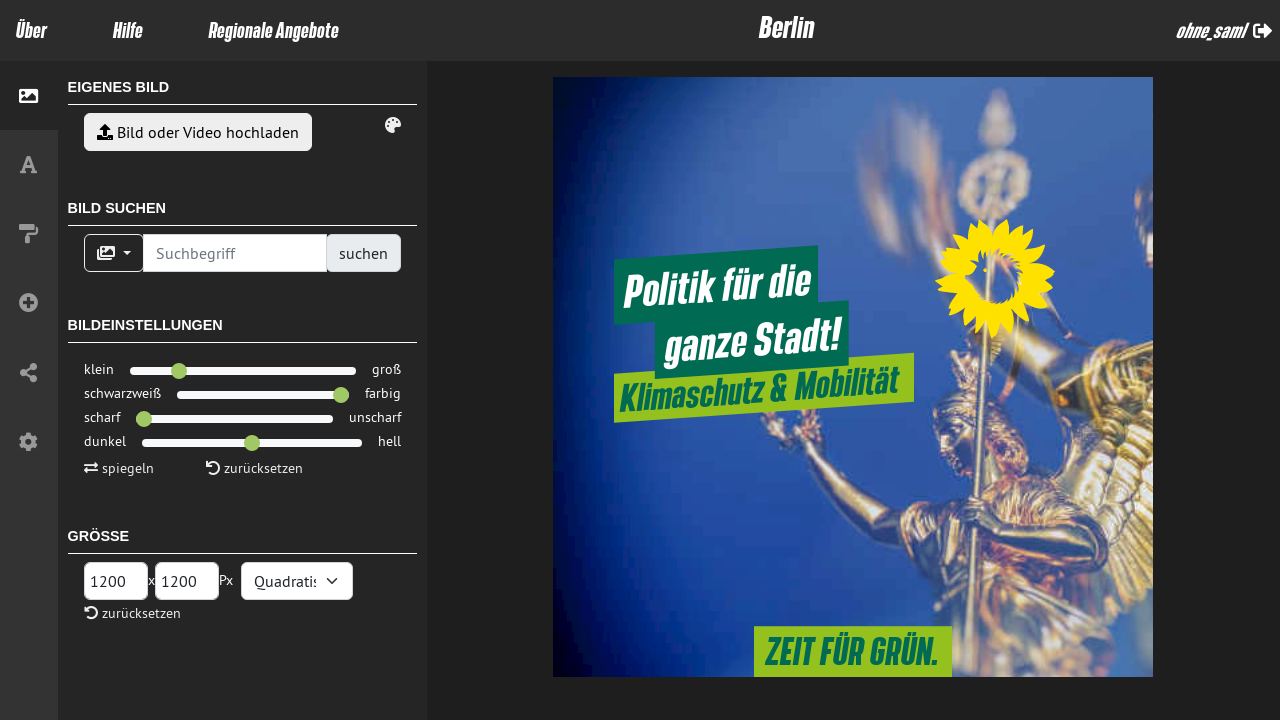 Über
Hilfe
Regionale Angebote
Berlin
ohne_saml
EIGENES BILD
Bild oder Video hochladen
BILD SUCHEN
Suchbegriff
suchen
BILDEINSTELLUNGEN
klein
groß
schwarzweiß
farbig
scharf
unscharf
dunkel
hell
spiegeln
zurücksetzen
GRÖSSE
1200 x 1200 Px
Quadratis
zurücksetzen
Politik für die
ganze Stadt!
Klimaschutz & Mobilität
ZEIT FÜR GRÜN.